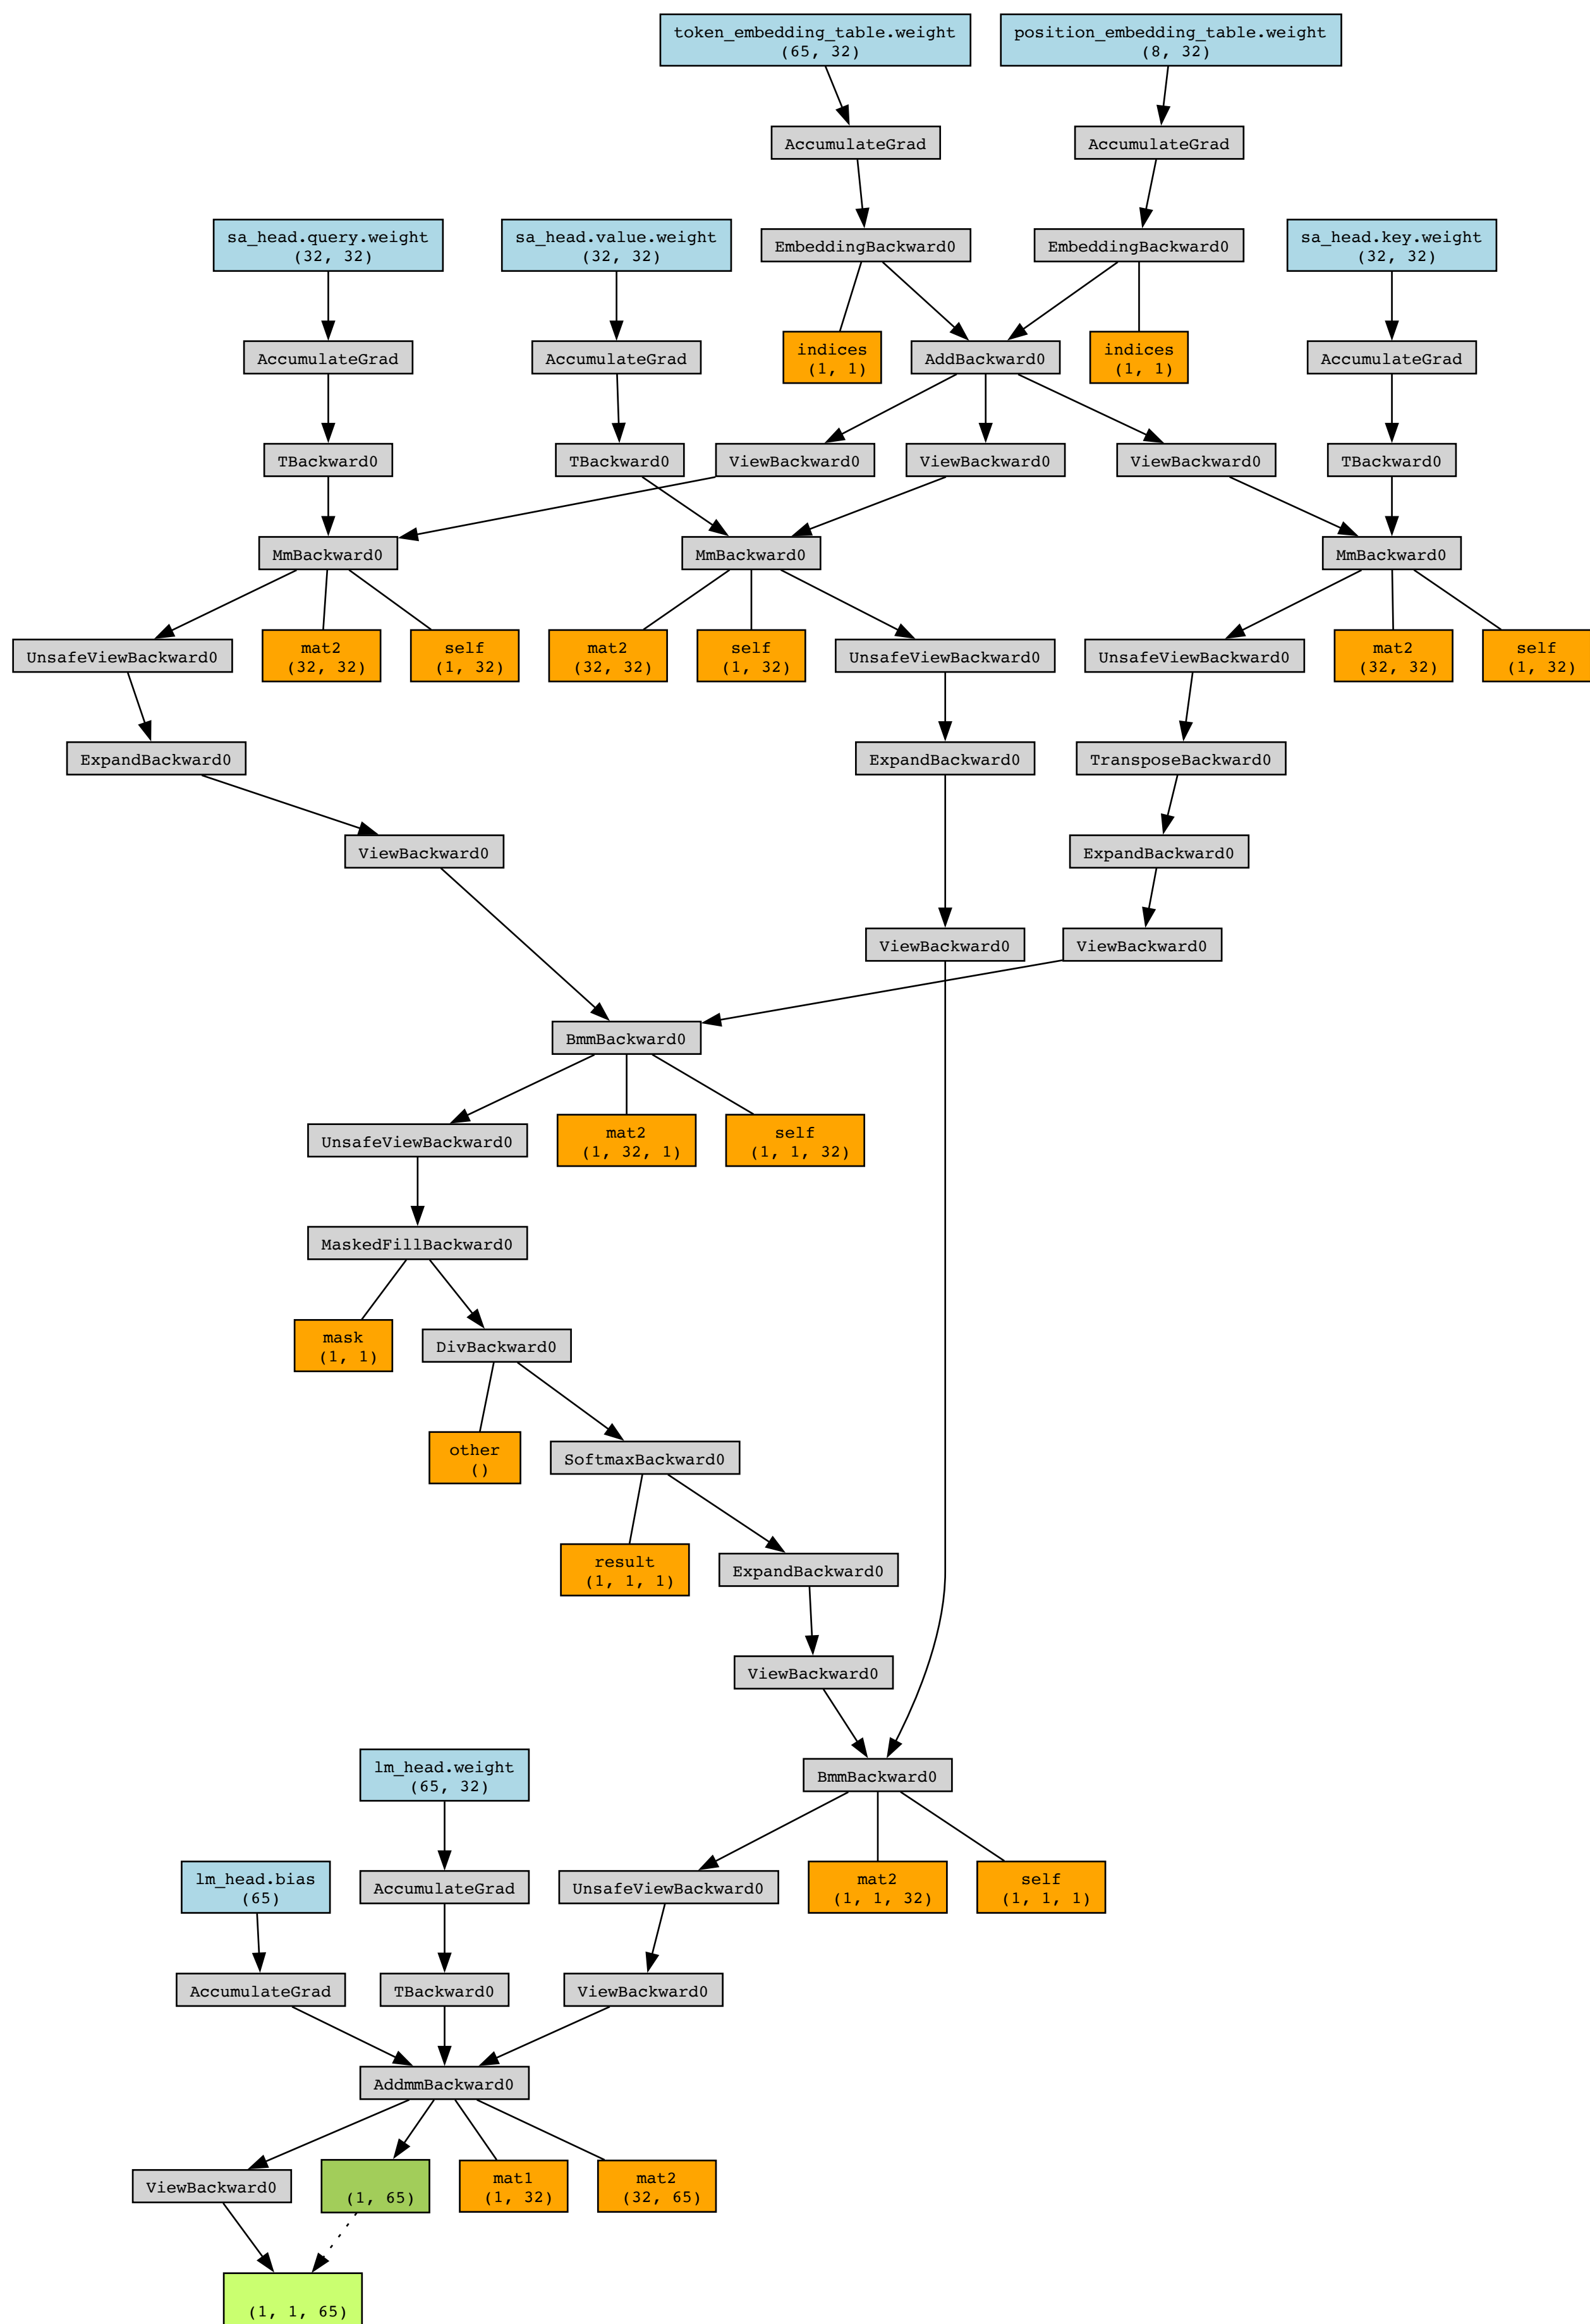 token_embedding_table.weight
(65, 32)
position_embedding_table.weight
(8, 32)
AccumulateGrad
AccumulateGrad
sa_head.query.weight
(32, 32)
sa_head.value.weight
(32, 32)
EmbeddingBackward0
EmbeddingBackward0
sa_head.key.weight
(32, 32)
AccumulateGrad
AccumulateGrad
indices
(1, 1)
AddBackward0
indices
(1, 1)
AccumulateGrad
TBackward0
TBackward0
ViewBackward0
ViewBackward0
ViewBackward0
TBackward0
MmBackward0
MmBackward0
MmBackward0
UnsafeViewBackward0
mat2
(32, 32)
self
(1, 32)
mat2
(32, 32)
self
(1, 32)
UnsafeViewBackward0
UnsafeViewBackward0
mat2
(32, 32)
self
(1, 32)
ExpandBackward0
ExpandBackward0
TransposeBackward0
ViewBackward0
ExpandBackward0
ViewBackward0
ViewBackward0
BmmBackward0
UnsafeViewBackward0
mat2
(1, 32, 1)
self
(1, 1, 32)
MaskedFillBackward0
mask
(1, 1)
DivBackward0
other
()
SoftmaxBackward0
result
(1, 1, 1)
ExpandBackward0
ViewBackward0
lm_head.weight
(65, 32)
BmmBackward0
lm_head.bias
(65)
AccumulateGrad
UnsafeViewBackward0
mat2
(1, 1, 32)
self
(1, 1, 1)
AccumulateGrad
TBackward0
ViewBackward0
AddmmBackward0
ViewBackward0
(1, 65)
mat1
(1, 32)
mat2
(32, 65)
(1, 1, 65)